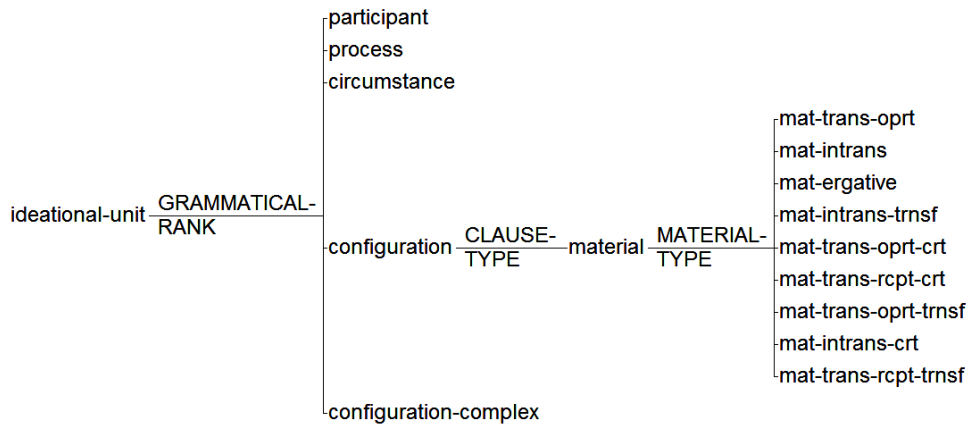 participant
process
circumstance
mat-trans-oprt
mat-intrans
mat-ergative
ideational-unit GRAMMATICAL-
RANK
mat-intrans-trnsf
configuration CLAUSE-
TYPE
material MATERIAL-
TYPE
mat-trans-oprt-crt
mat-trans-rcpt-crt
mat-trans-oprt-trnsf
mat-intrans-crt
mat-trans-rcpt-trnsf
configuration-complex